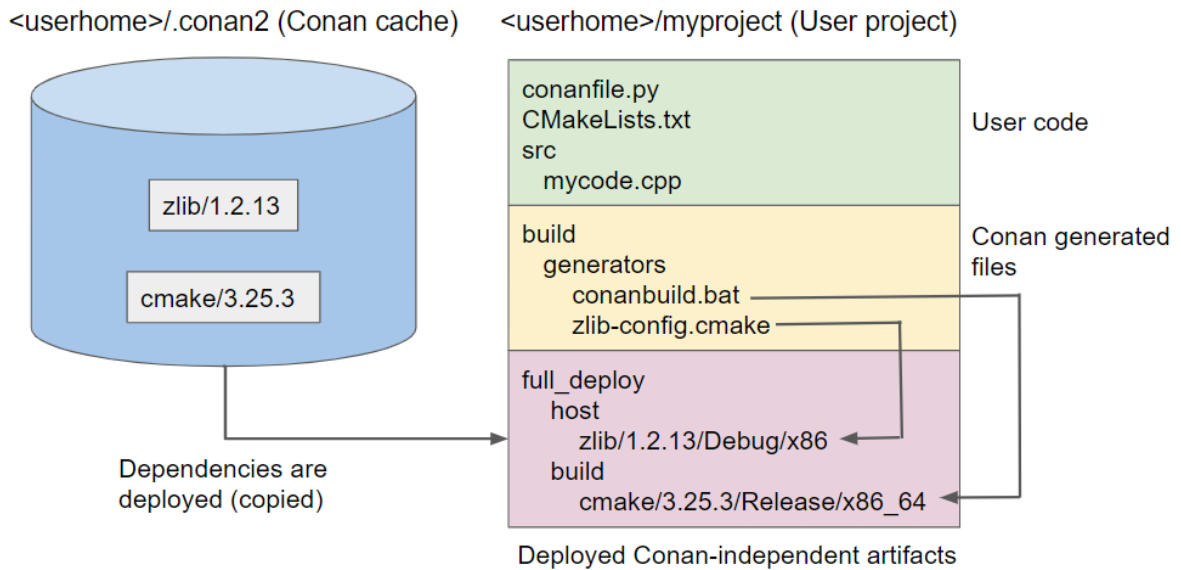 <userhome>/.conan2 (Conan cache)
zlib/1.2.13
cmake/3.25.3
Dependencies are
deployed (copied)
<userhome>/myproject (User project)
conanfile.py
CMakeLists.txt
src
mycode.cpp
User code
build
generators
conanbuild.bat
zlib-config.cmake
Conan generated
files
full_deploy
host
zlib/1.2.13/Debug/x86
build
cmake/3.25.3/Release/x86_64
Deployed Conan-independent artifacts